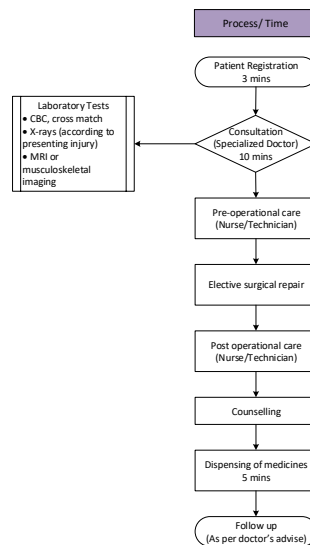 Process/ Time
Patient Registration
3 mins
Laboratory Tests
• CBC, cross match
• X-rays (according to
presenting injury)
• MRI or
musculoskeletal
imaging
Consultation
(Specialized Doctor)
10 mins
Pre-operational care
(Nurse/Technician)
Elective surgical repair
Post operational care
(Nurse/Technician)
Counselling
Dispensing of medicines
5 mins
Follow up
(As per doctor's advise)